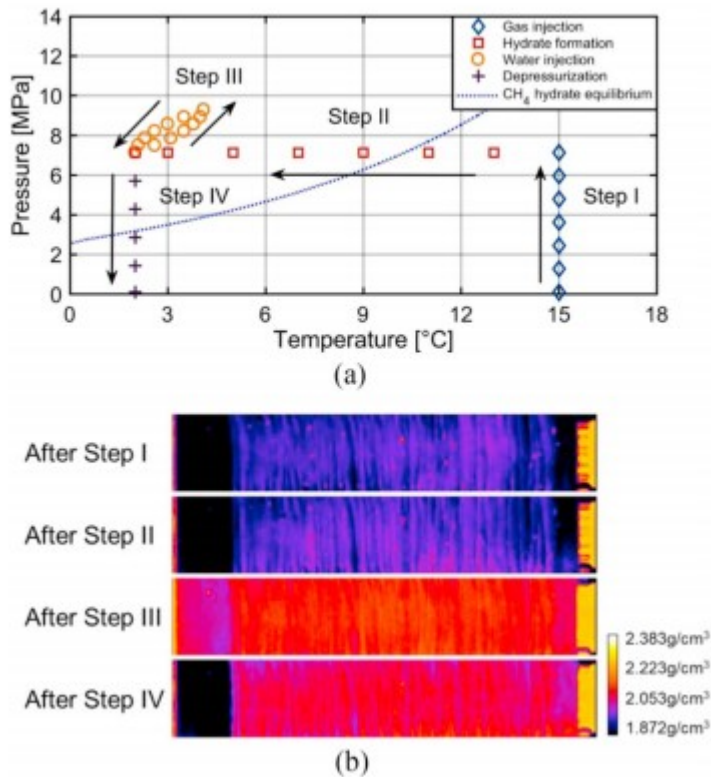 14
12
10
8
6
4
2
0
Pressure [MPa]
Step III
Step II
Step IV
Step I
Gas injection
Hydrate formation
Water injection
Depressurization
CH₄ hydrate equilibrium
0 3 6 9 12 15 18
Temperature [°C]
(a)
After Step I
After Step II
After Step III
After Step IV
2.383g/cm³
2.223g/cm³
2.053g/cm³
1.872g/cm³
(b)